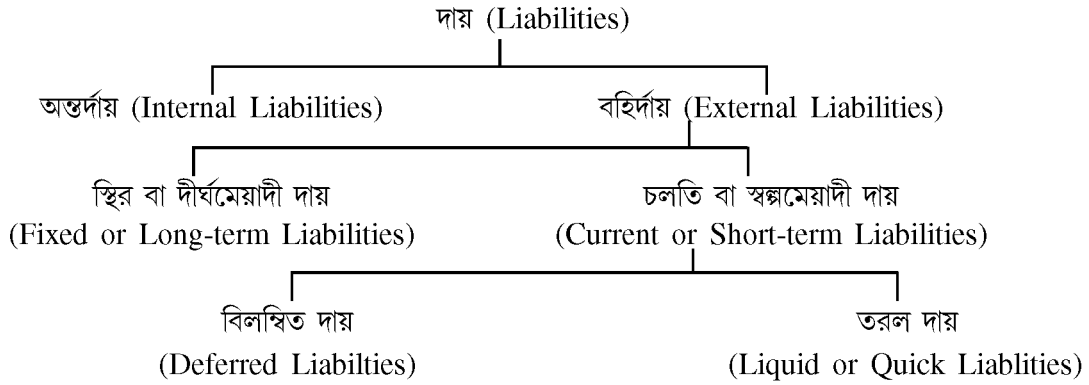 দায় (Liabilities)
অন্তর্দায় (Internal Liabilities) বহির্দায় (External Liabilities)
স্থির বা দীর্ঘমেয়াদী দায় চলতি বা স্বল্পমেয়াদী দায়
(Fixed or Long-term Liabilities) (Current or Short-term Liabilities)
বিলম্বিত দায় তরল দায়
(Deferred Liabilties) (Liquid or Quick Liablities)